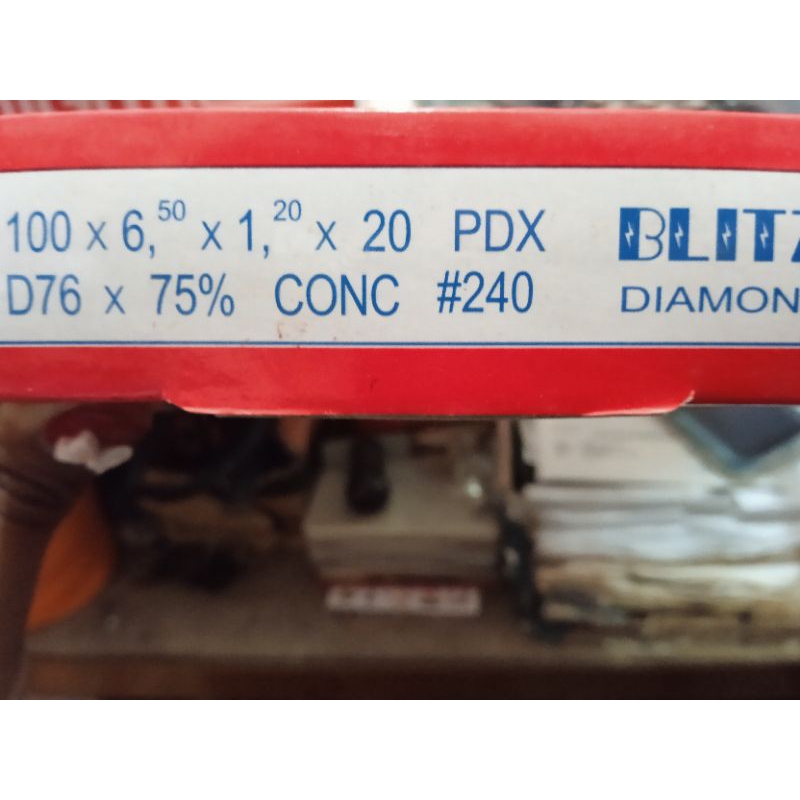 100 x 6,50 x 1,20 x 20 PDX BLITZ
D76 x 75% CONC #240 DIAMON